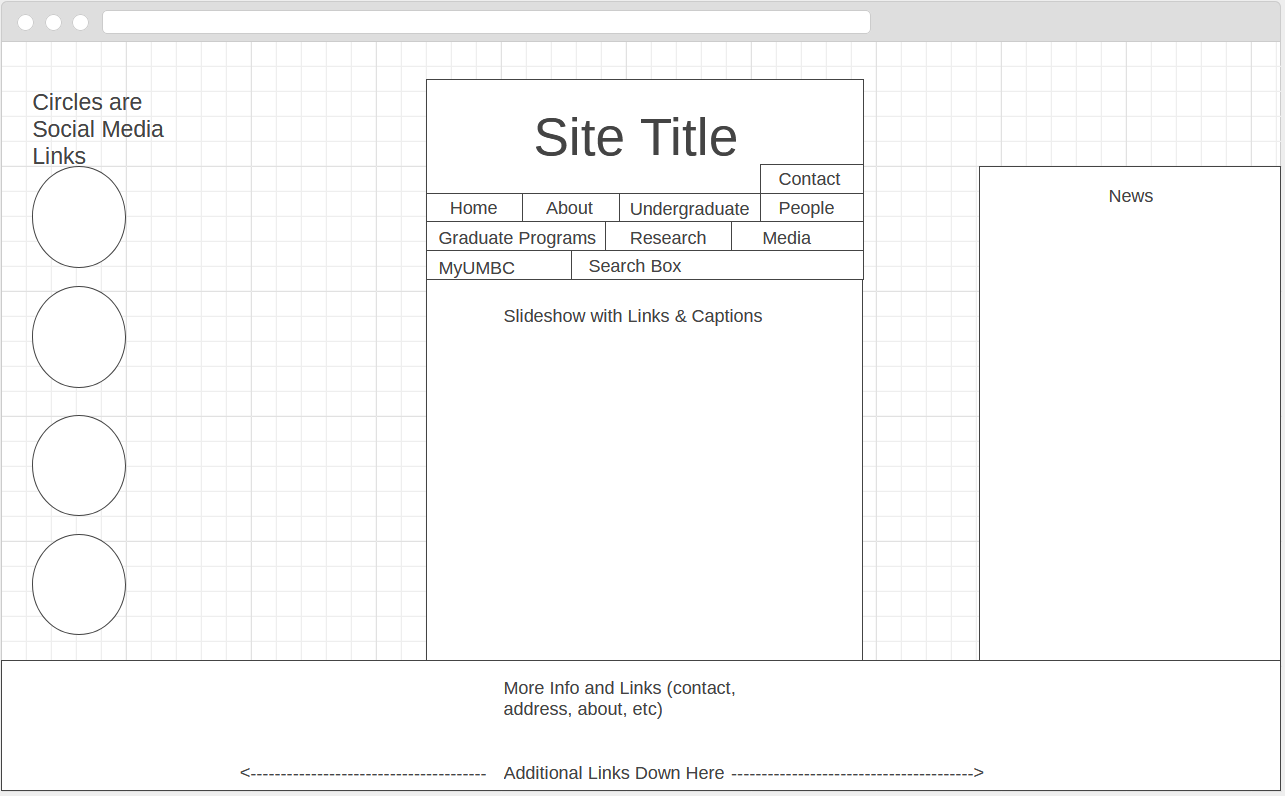 Circles are
Social Media
Links
Site Title
Contact
Home About Undergraduate People
Graduate Programs Research Media
MyUMBC Search Box
Slideshow with Links & Captions
News
More Info and Links (contact,
address, about, etc)
<--------------------------------------- Additional Links Down Here ---------------------------------------->